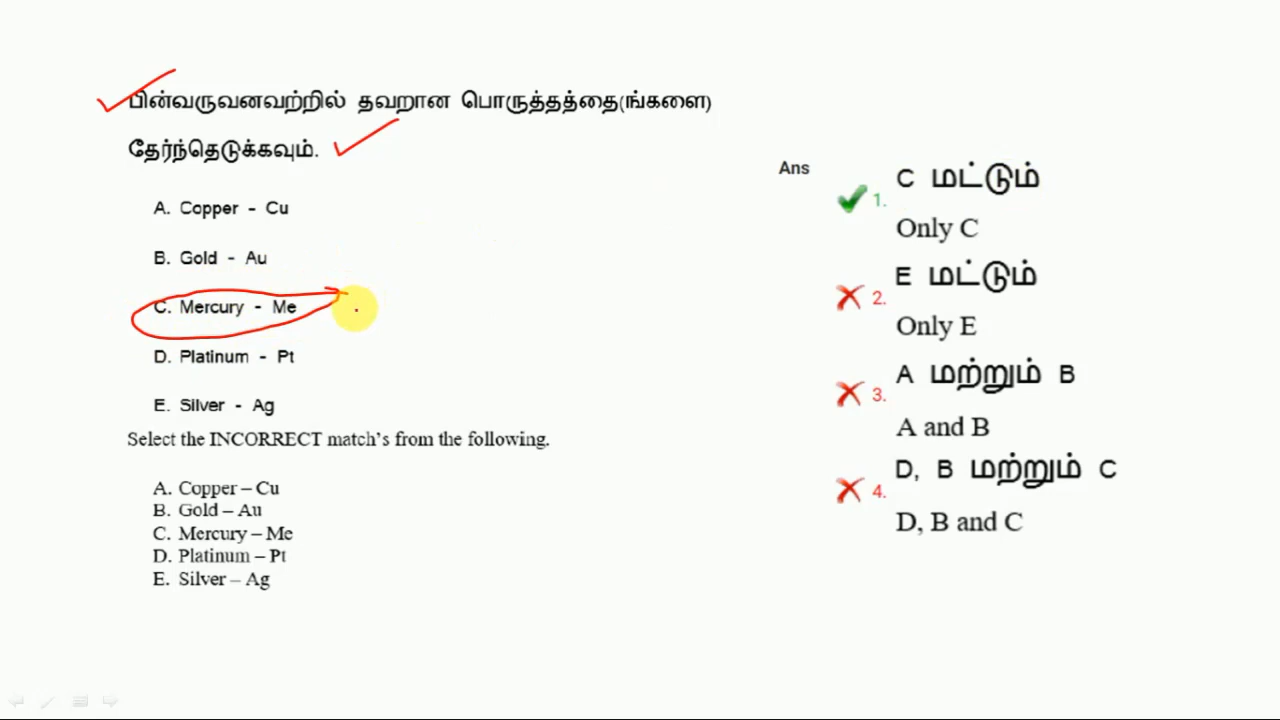 பின்வருவனவற்றில் தவறான பொருத்தத்தை(ங்களை)
தேர்ந்தெடுக்கவும்.
A. Copper - Cu
B. Gold - Au
C. Mercury - Me
D. Platinum - Pt
E. Silver - Ag
Select the INCORRECT match's from the following.
A. Copper – Cu
B. Gold – Au
C. Mercury – Me
D. Platinum – Pt
E. Silver – Ag
Ans
1. C மட்டும்
Only C
2. E மட்டும்
Only E
3. A மற்றும் B
A and B
4. D, B மற்றும் C
D, B and C